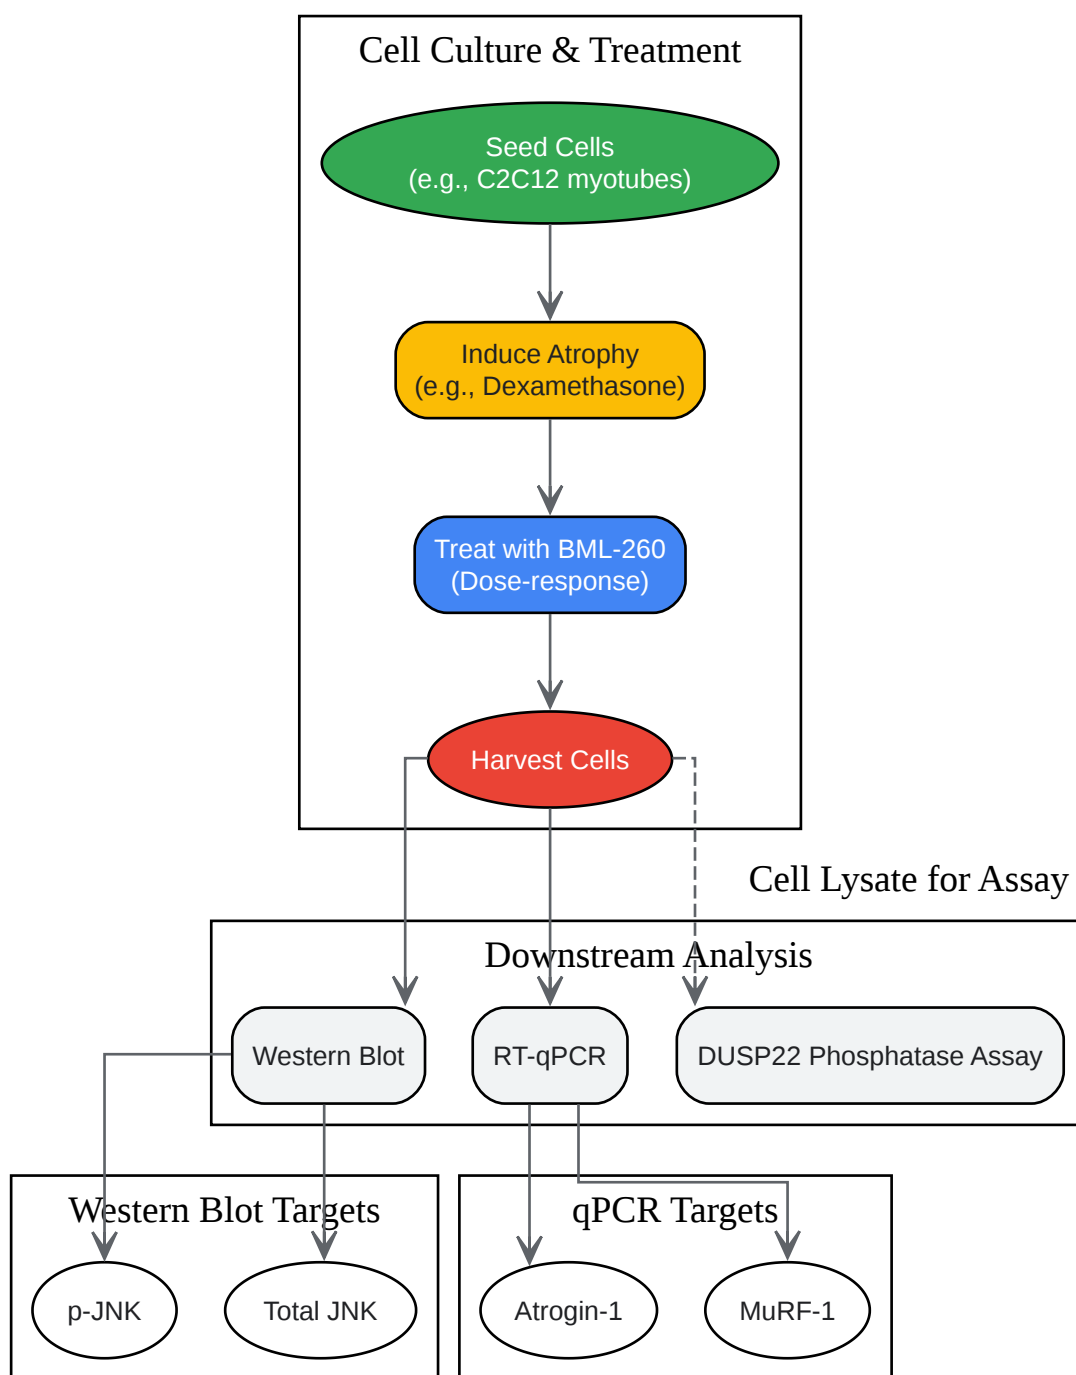 Cell Culture & Treatment
Seed Cells
(e.g., C2C12 myotubes)
Induce Atrophy
(e.g., Dexamethasone)
Treat with BML-260
(Dose-response)
Harvest Cells
Cell Lysate for Assay
Downstream Analysis
Western Blot
RT-qPCR
DUSP22 Phosphatase Assay
Western Blot Targets
qPCR Targets
p-JNK
Total JNK
Atrogin-1
MuRF-1